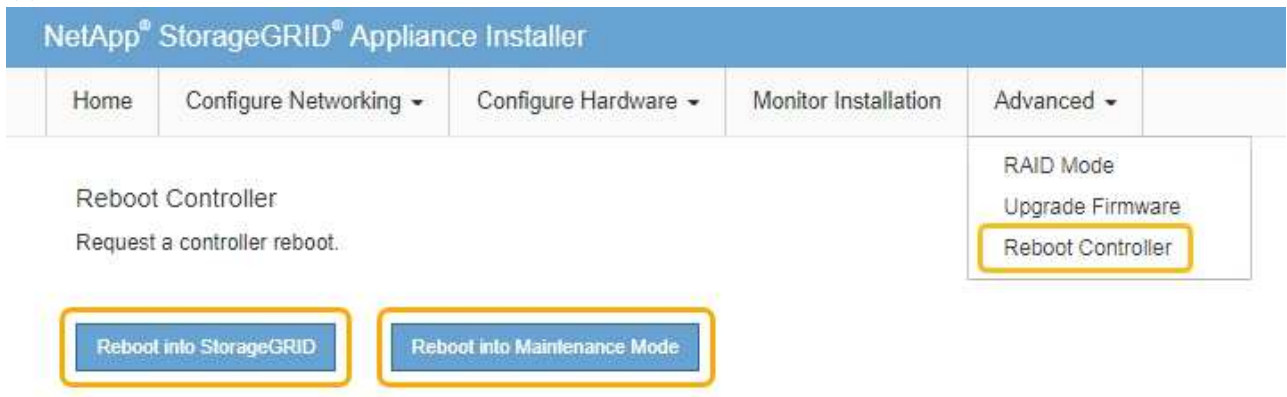 NetApp® StorageGRID® Appliance Installer
Home Configure Networking Configure Hardware Monitor Installation Advanced
RAID Mode
Upgrade Firmware
Reboot Controller
Reboot Controller
Request a controller reboot.
Reboot into StorageGRID Reboot into Maintenance Mode